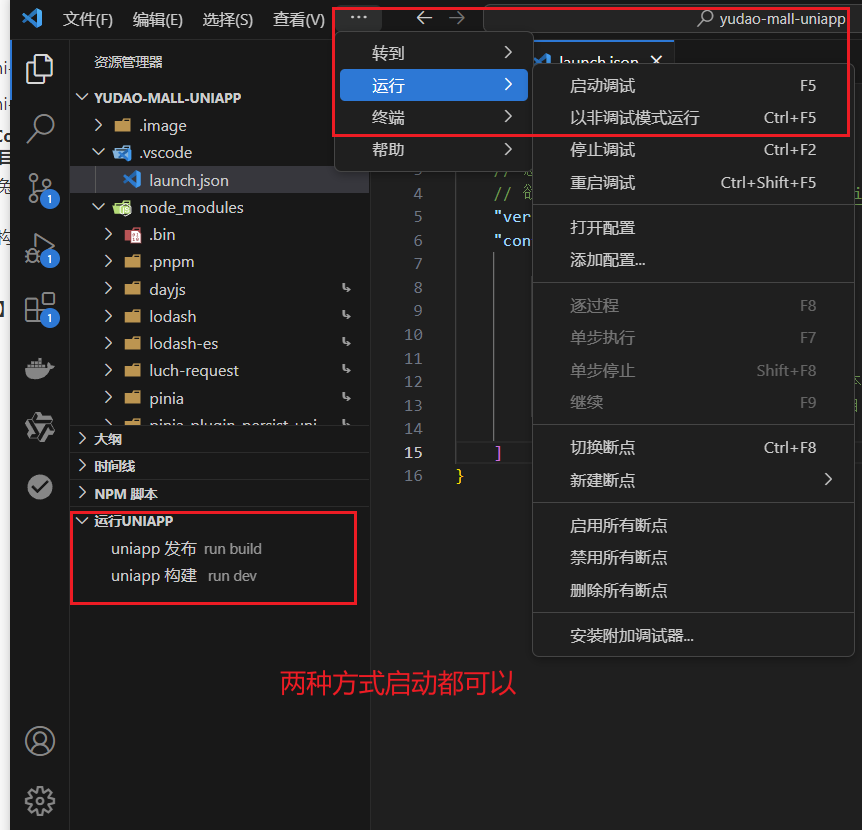 文件(F) 编辑(E) 选择(S) 查看(V) ··· yudao-mall-uniapp
资源管理器
YUDAO-MALL-UNIAPP
.image
.vscode
launch.json
node_modules
.bin
.pnpm
dayjs
lodash
lodash-es
luch-request
pinia
pinia-plugin-persist-uni
大纲
时间线
NPM 脚本
运行UNIAPP
uniapp 发布 run build
uniapp 构建 run dev
1
1
1
转到
运行
终端
帮助
launch.json
启动调试 F5
以非调试模式运行 Ctrl+F5
停止调试 Ctrl+F2
重启调试 Ctrl+Shift+F5
打开配置
添加配置...
逐过程 F8
单步执行 F7
单步停止 Shift+F8
继续 F9
切换断点 Ctrl+F8
新建断点
启用所有断点
禁用所有断点
删除所有断点
安装附加调试器...
4 //
5 "ver
6 "con
7
8
9
10
11
12
13
14
15 ]
16 }
两种方式启动都可以